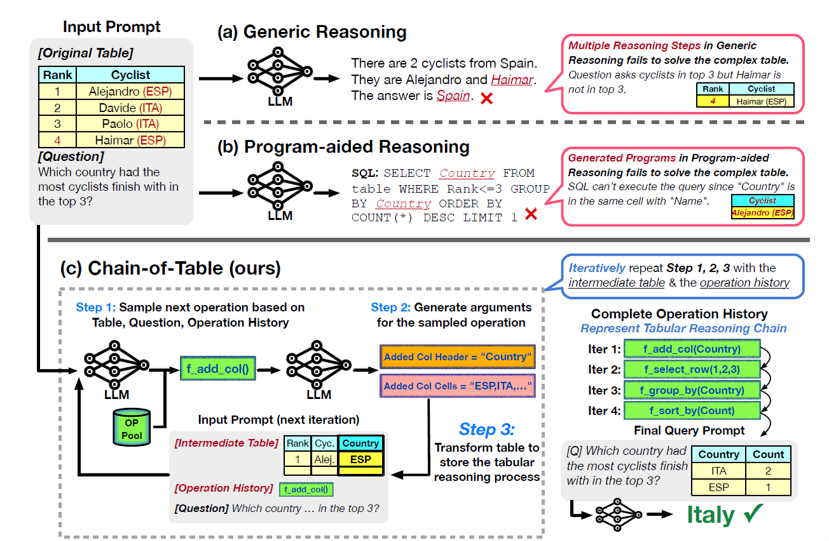 Input Prompt
[Original Table]
Rank Cyclist
1 Alejandro (ESP)
2 Davide (ITA)
3 Paolo (ITA)
4 Haimar (ESP)
[Question]
Which country had the
most cyclists finish with in
the top 3?
(a) Generic Reasoning
LLM
There are 2 cyclists from Spain.
They are Alejandro and Haimar.
The answer is Spain.
Multiple Reasoning Steps in Generic
Reasoning fails to solve the complex table.
Question asks cyclists in top 3 but Haimar is
not in top 3.
Rank Cyclist
4 Haimar (ESP)
(b) Program-aided Reasoning
LLM
SQL: SELECT Country FROM
table WHERE Rank<=3 GROUP
BY Country ORDER BY
COUNT(*) DESC LIMIT 1
Generated Programs in Program-aided
Reasoning fails to solve the complex table.
SQL can't execute the query since "Country" is
in the same cell with "Name".
Cyclist
Alejandro (ESP)
(c) Chain-of-Table (ours)
Iteratively repeat Step 1, 2, 3 with the
intermediate table & the operation history
Step 1: Sample next operation based on
Table, Question, Operation History
LLM
OP
Pool
f_add_col()
Step 2: Generate arguments
for the sampled operation
LLM
Added Col Header = "Country"
Added Col Cells = "ESP,ITA,..."
Step 3:
Transform table to
store the tabular
reasoning process
Input Prompt (next iteration)
[Intermediate Table]
Rank Cyc. Country
1 Alej. ESP
[Operation History] f_add_col()
[Question] Which country ... in the top 3?
Complete Operation History
Represent Tabular Reasoning Chain
Iter 1: f_add_col(Country)
Iter 2: f_select_row(1,2,3)
Iter 3: f_group_by(Country)
Iter 4: f_sort_by(Count)
Final Query Prompt
[Q] Which country had
the most cyclists finish
with in the top 3?
Country Count
ITA 2
ESP 1
LLM
Italy